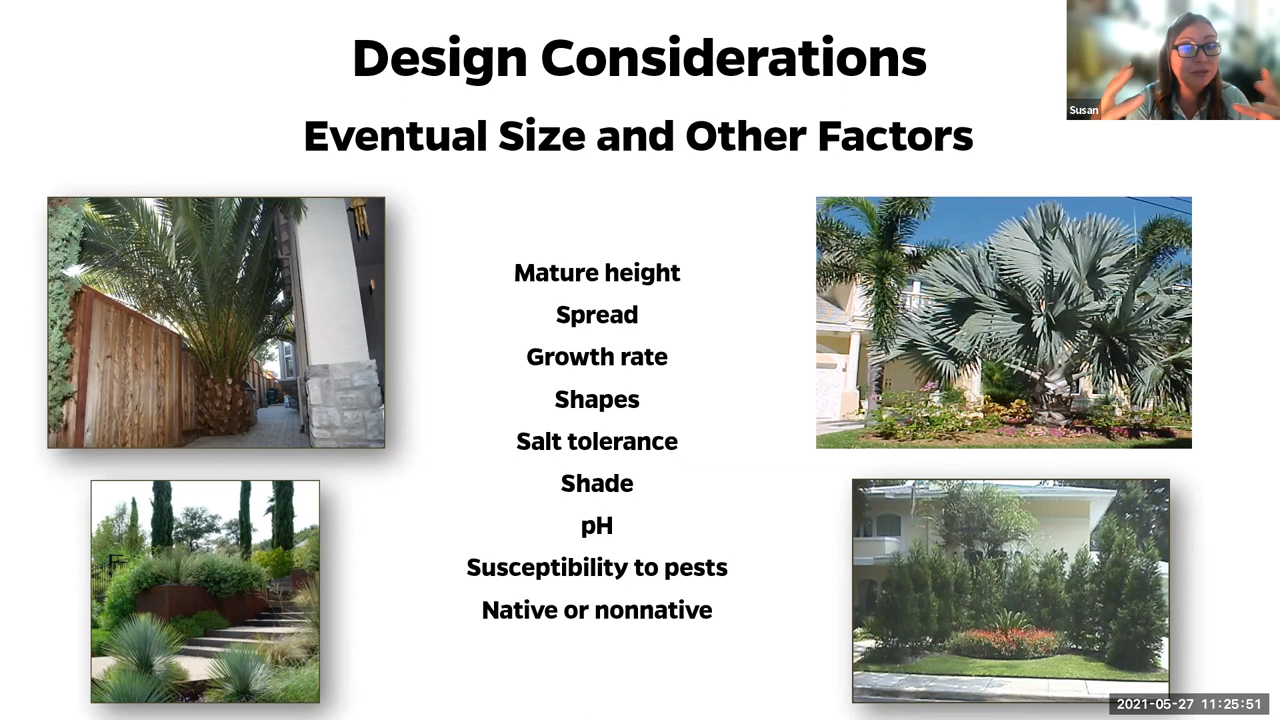 Design Considerations
Eventual Size and Other Factors
Susan
Mature height
Spread
Growth rate
Shapes
Salt tolerance
Shade
pH
Susceptibility to pests
Native or nonnative
2021-05-27 11:25:51